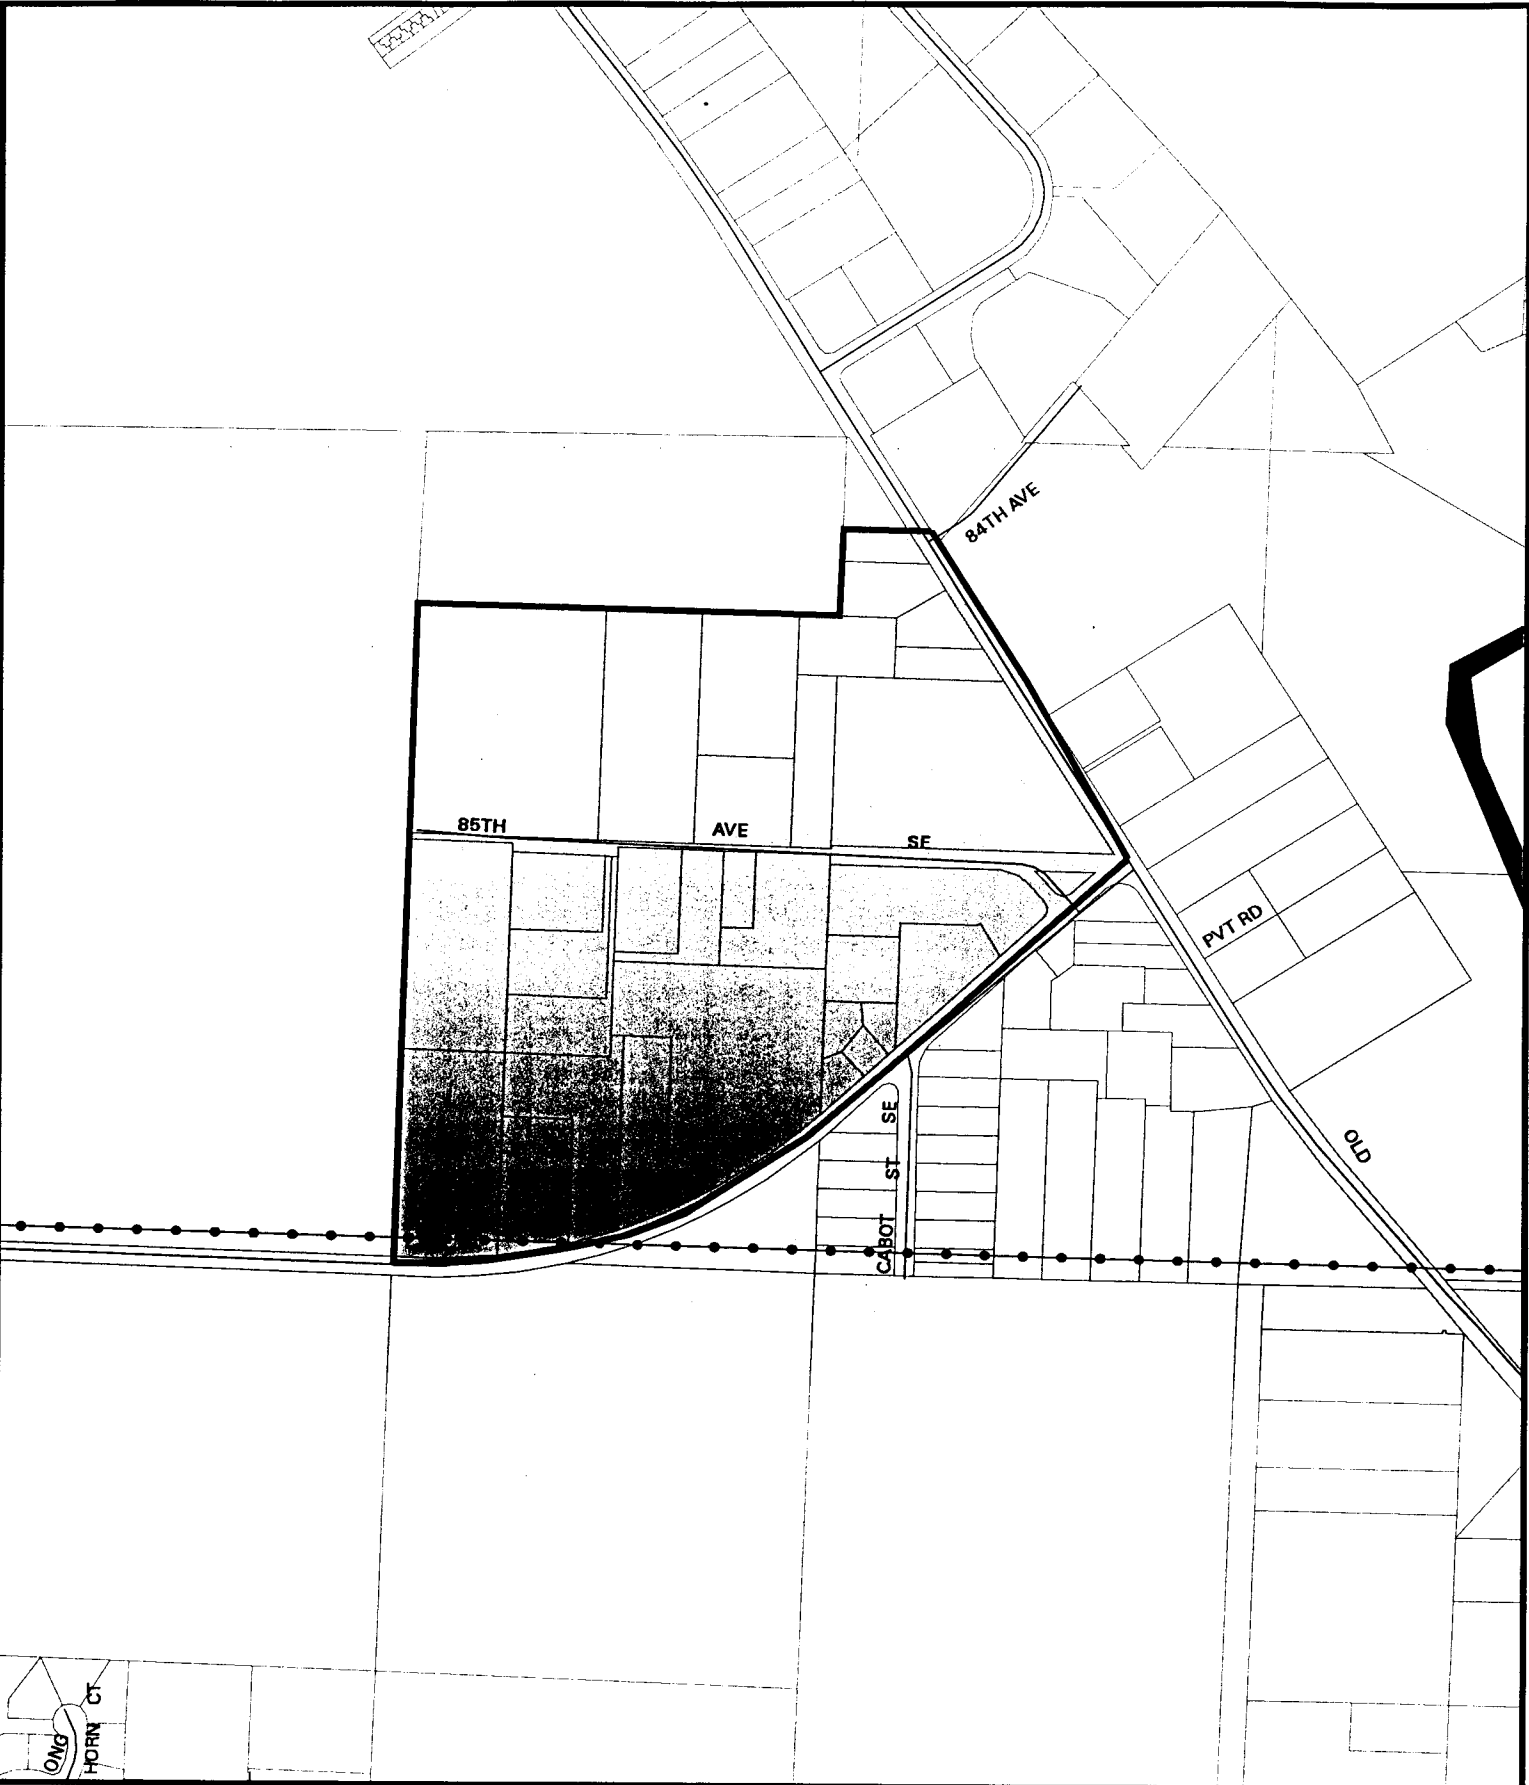 84TH AVE
85TH AVE SE
PVT RD
OLD
CABOT ST SE
ONG
HORN CT